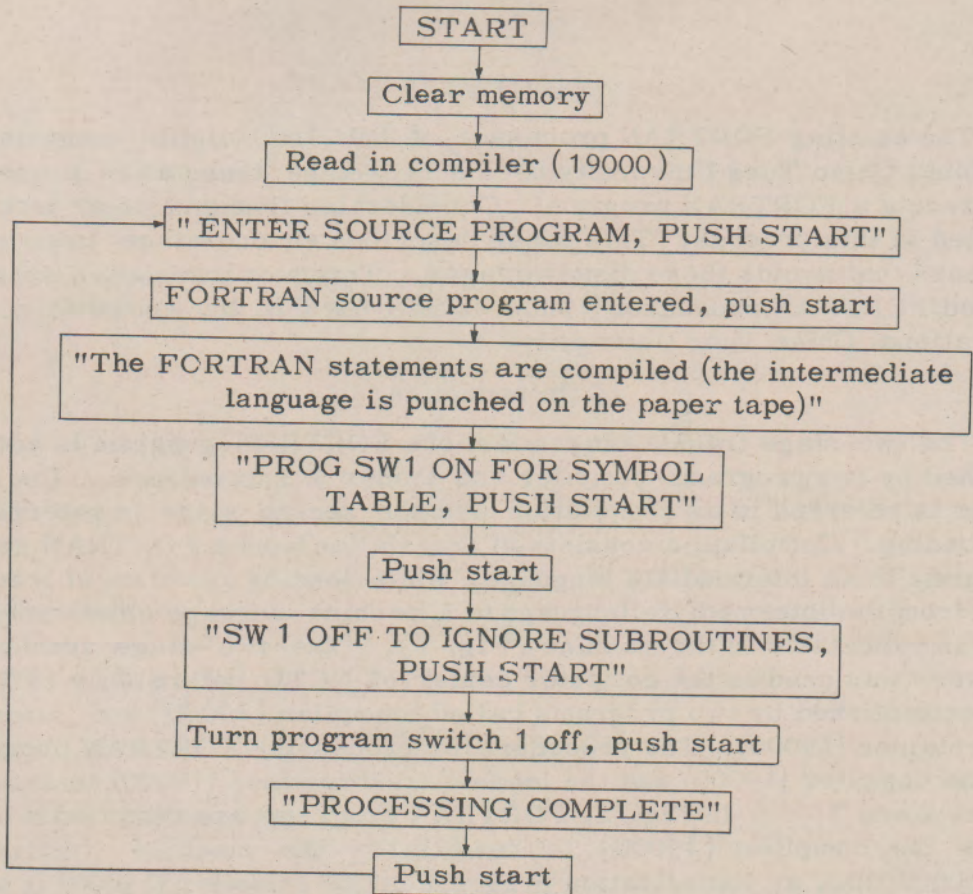 START
Clear memory
Read in compiler (19000)
"ENTER SOURCE PROGRAM, PUSH START"
FORTRAN source program entered, push start
"The FORTRAN statements are compiled (the intermediate
language is punched on the paper tape)"
"PROG SW1 ON FOR SYMBOL
TABLE, PUSH START"
Push start
"SW1 OFF TO IGNORE SUBROUTINES,
PUSH START"
Turn program switch 1 off, push start
"PROCESSING COMPLETE"
Push start